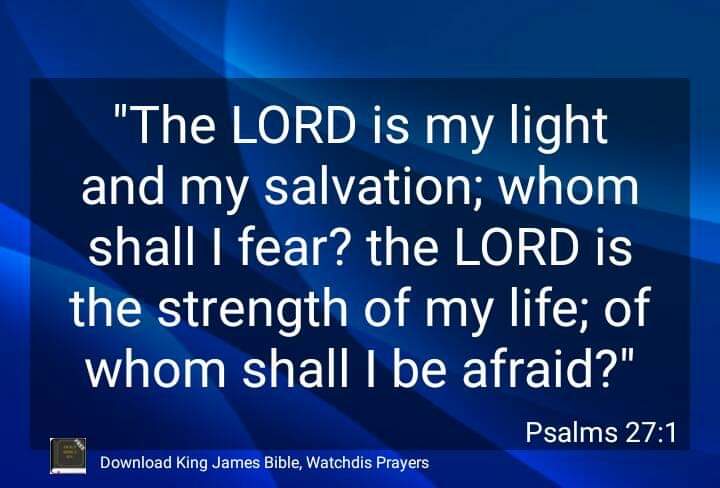 "The LORD is my light
and my salvation; whom
shall I fear? the LORD is
the strength of my life; of
whom shall I be afraid?"
Psalms 27:1
Download King James Bible, Watchdis Prayers